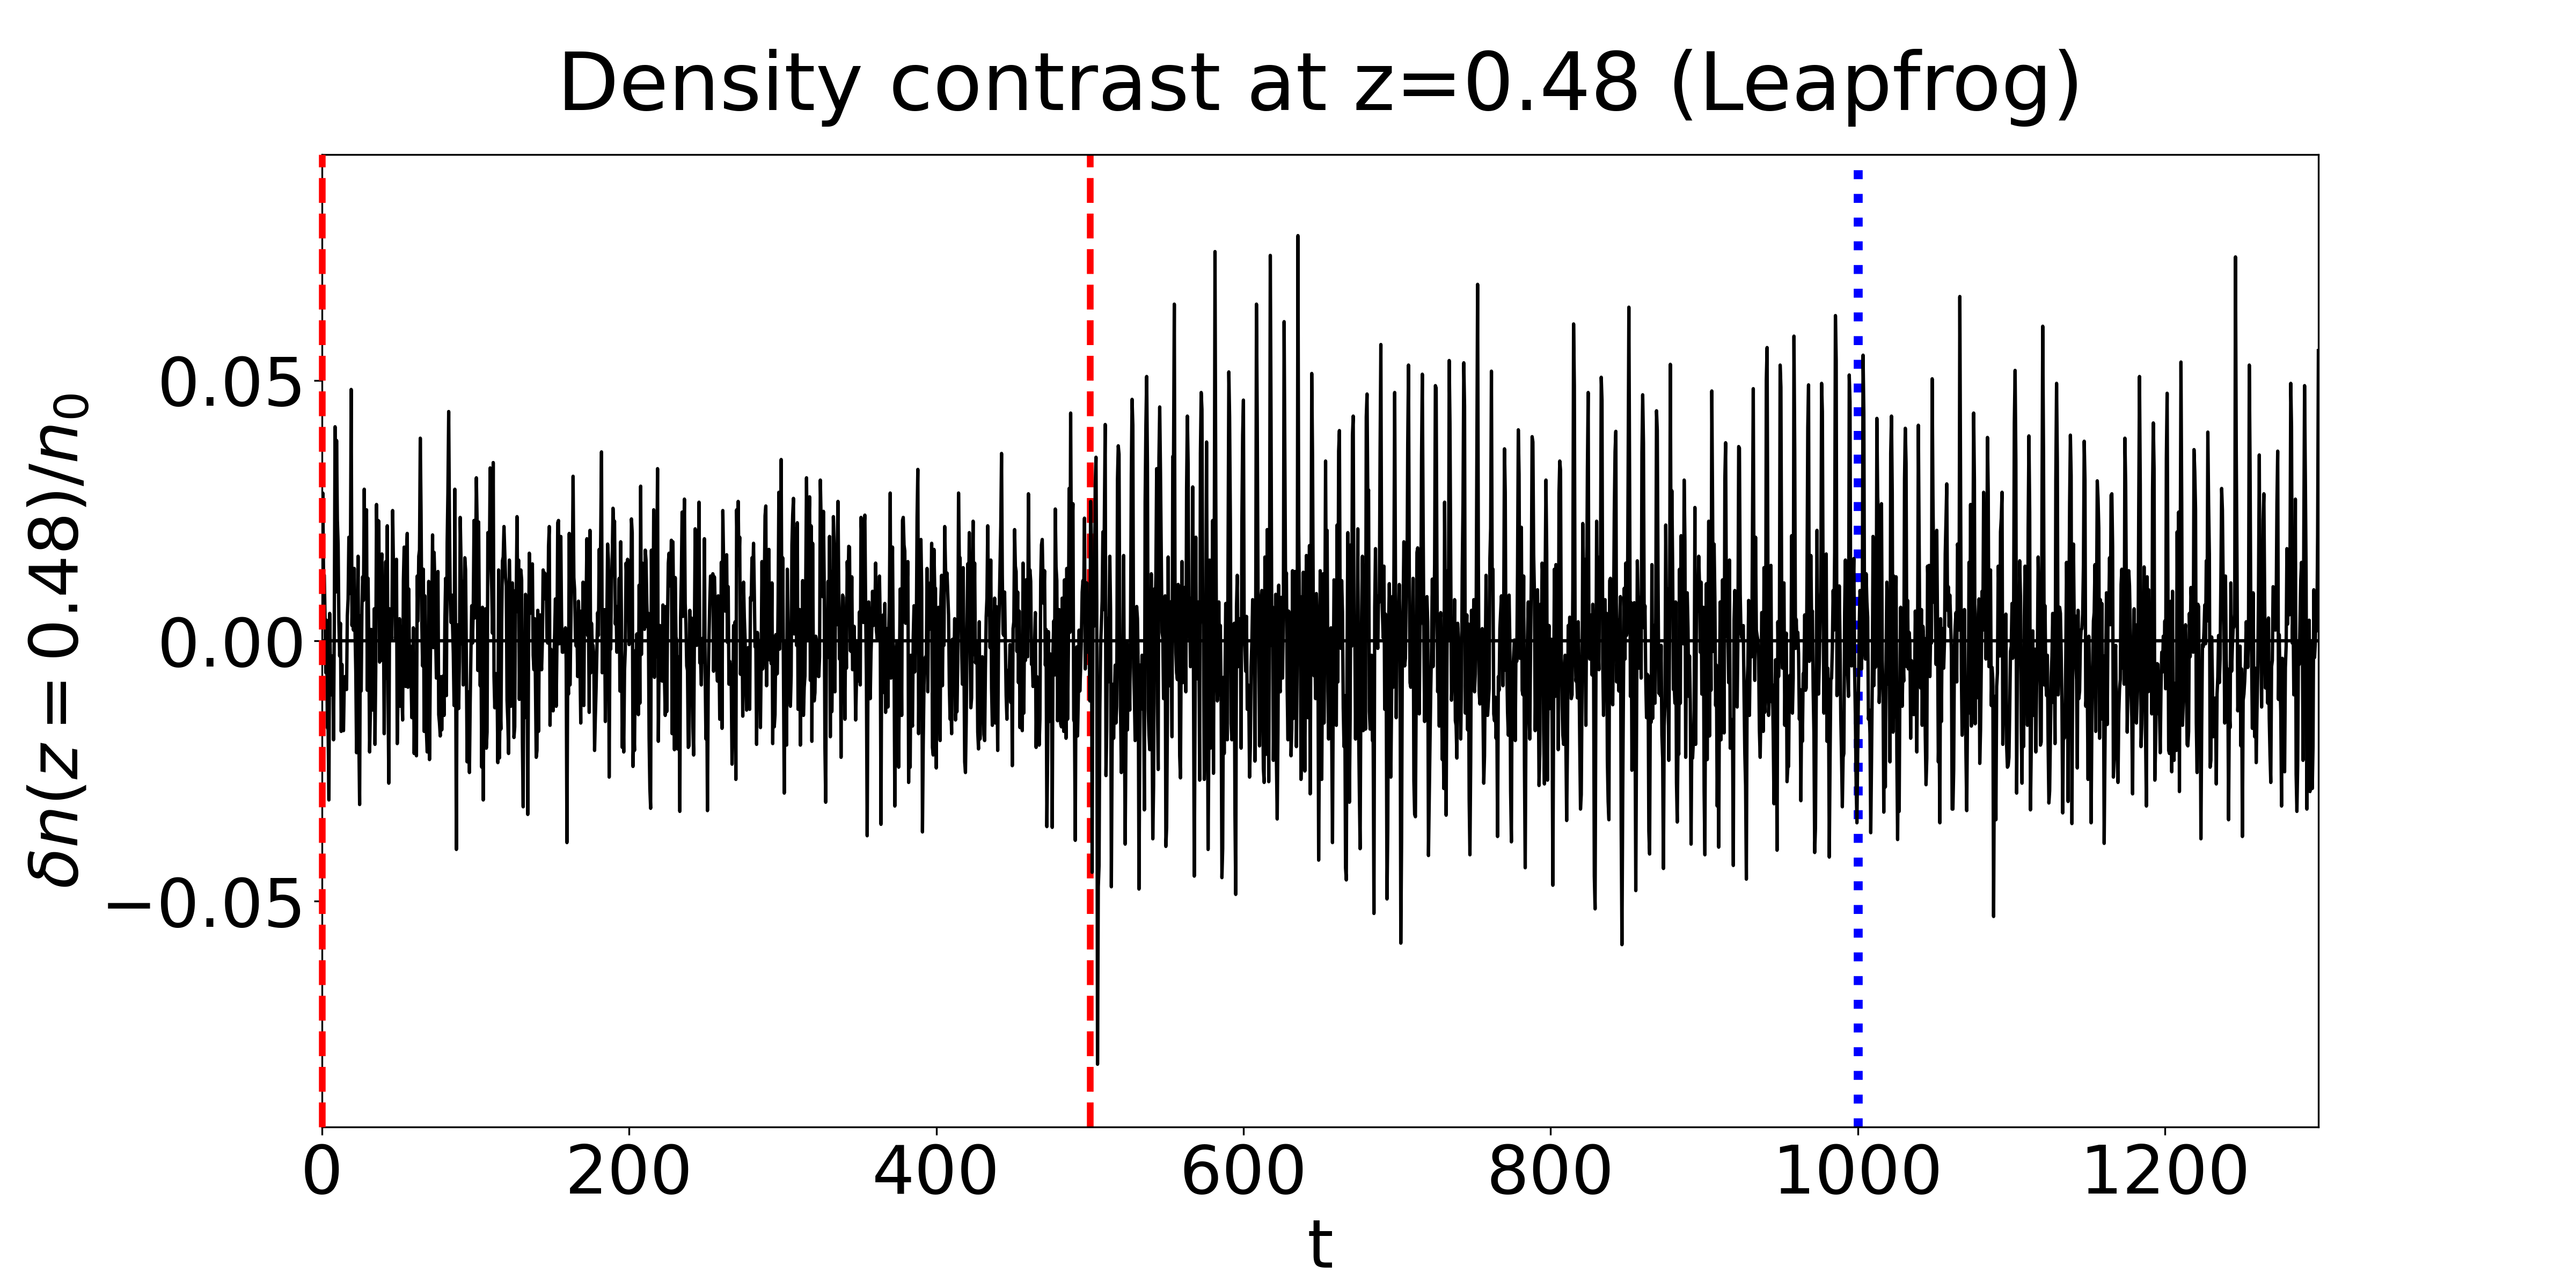 Density contrast at z=0.48 (Leapfrog)
δn(z = 0.48)/n₀
0.05
0.00
−0.05
0 200 400 600 800 1000 1200
t